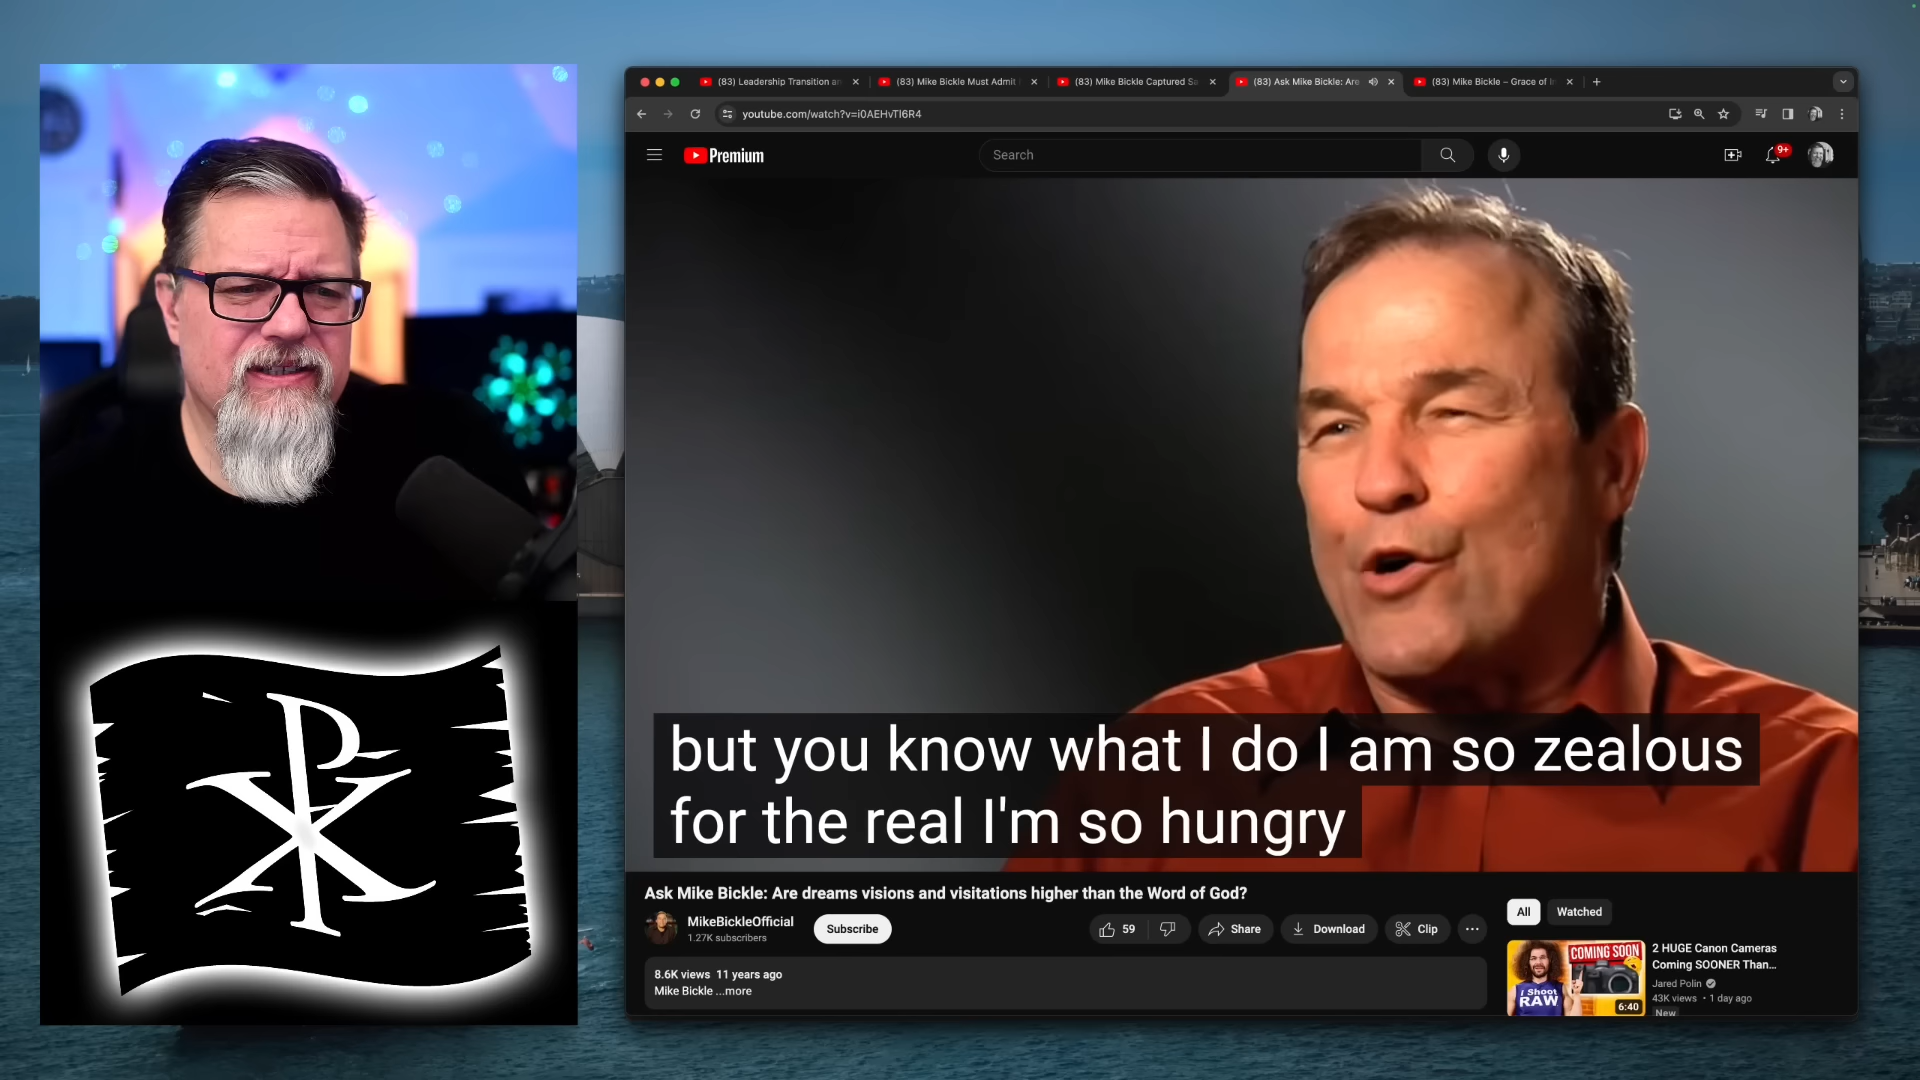 (83) Leadership Transition an
(83) Mike Bickle Must Admit
(83) Mike Bickle Captured Sa
(83) Ask Mike Bickle: Are
(83) Mike Bickle – Grace of in
youtube.com/watch?v=i0AEHvTl6R4
Premium
Search
9+
but you know what I do I am so zealous
for the real I'm so hungry
Ask Mike Bickle: Are dreams visions and visitations higher than the Word of God?
MikeBickleOfficial
1.27K subscribers
Subscribe
59
Share
Download
Clip
8.6K views 11 years ago
Mike Bickle ...more
All
Watched
COMING SOON
I Shoot
RAW
6:40
2 HUGE Canon Cameras
Coming SOONER Than...
Jared Polin
43K views • 1 day ago
New